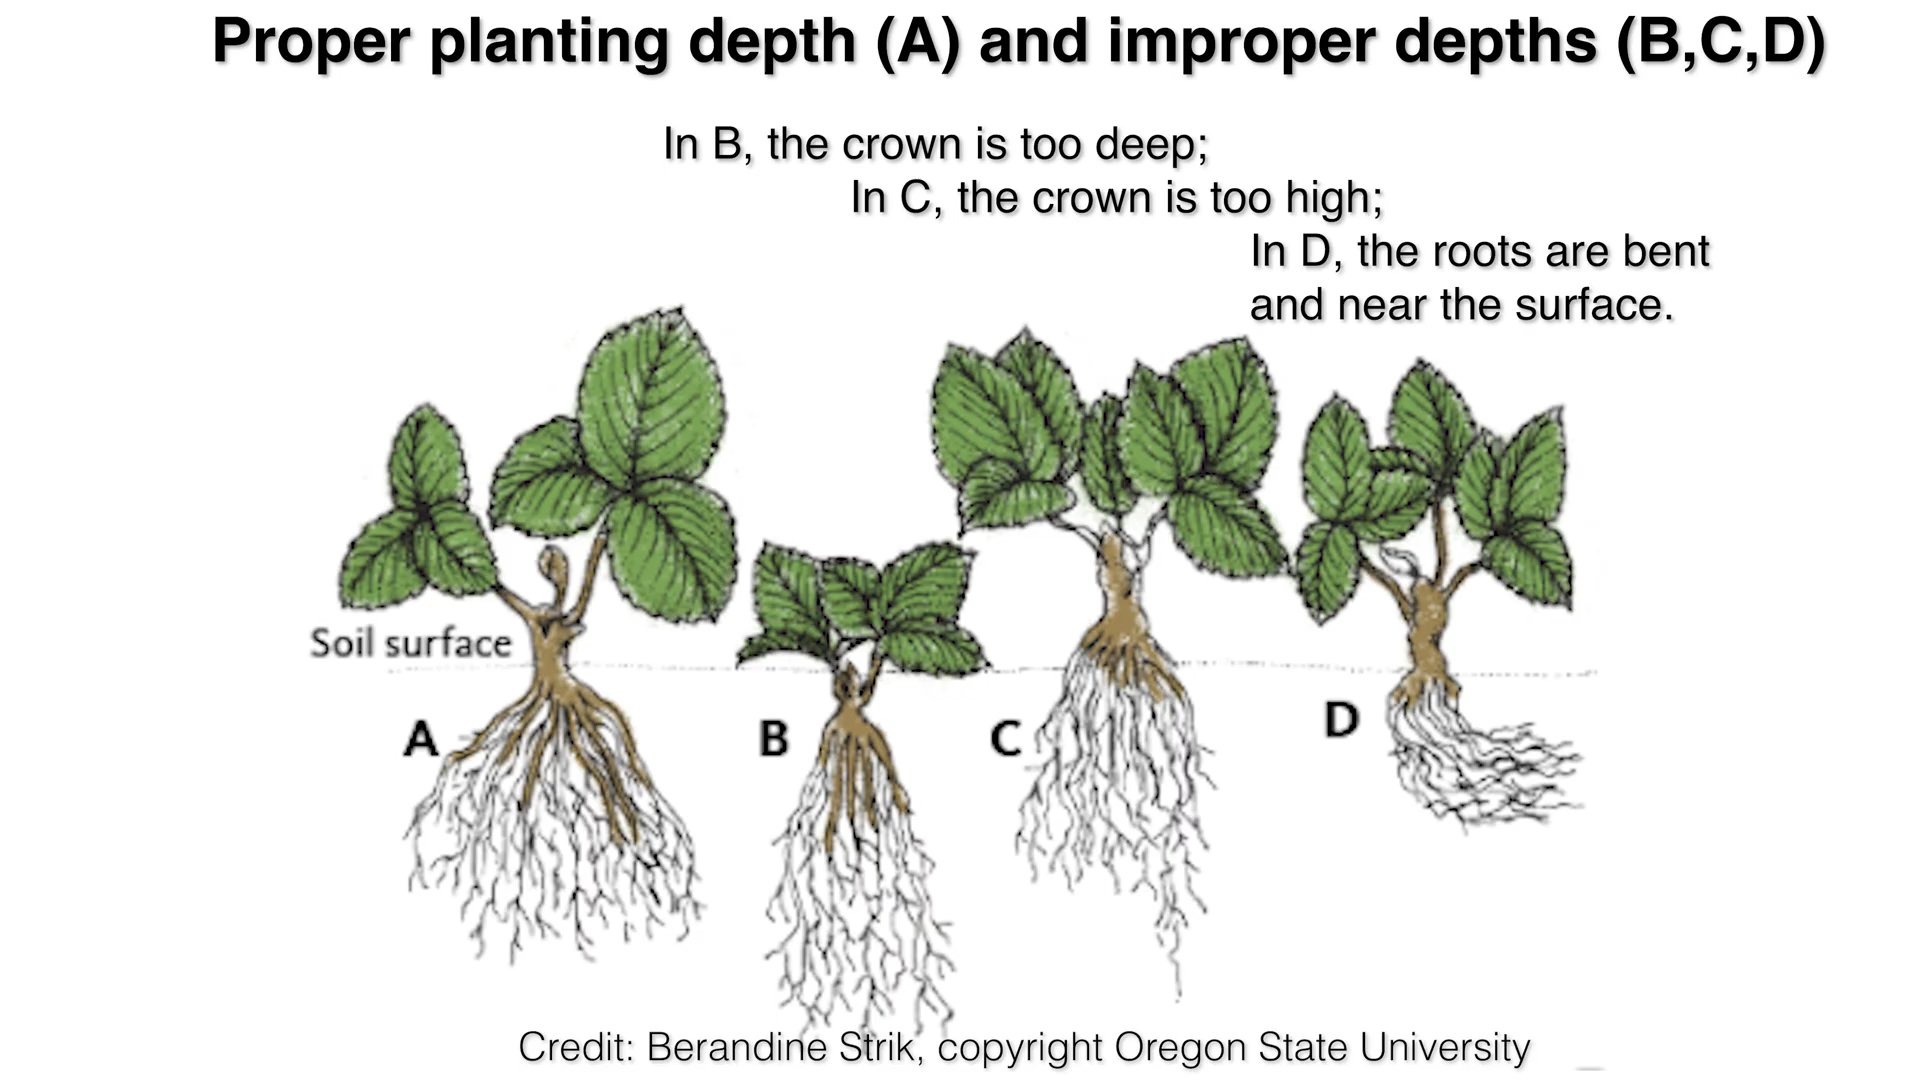 Proper planting depth (A) and improper depths (B,C,D)
In B, the crown is too deep;
In C, the crown is too high;
In D, the roots are bent
and near the surface.
Soil surface
A
B
C
D
Credit: Berandine Strik, copyright Oregon State University